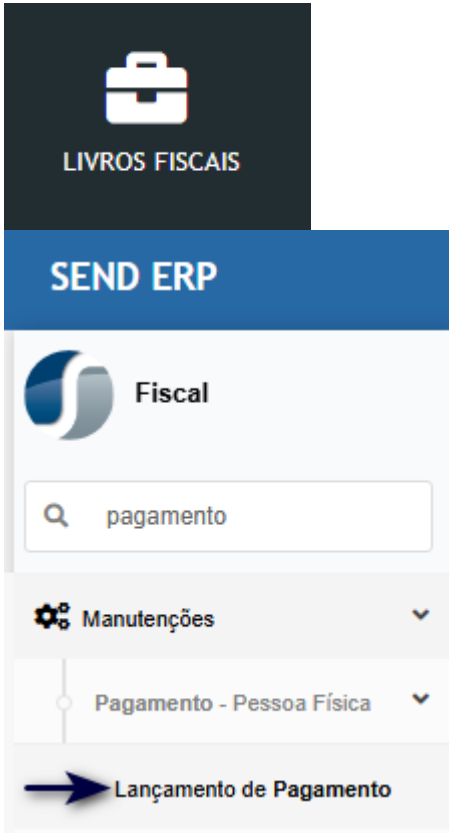 LIVROS FISCAIS
SEND ERP
Fiscal
pagamento
Manutenções
Pagamento - Pessoa Física
Lançamento de Pagamento